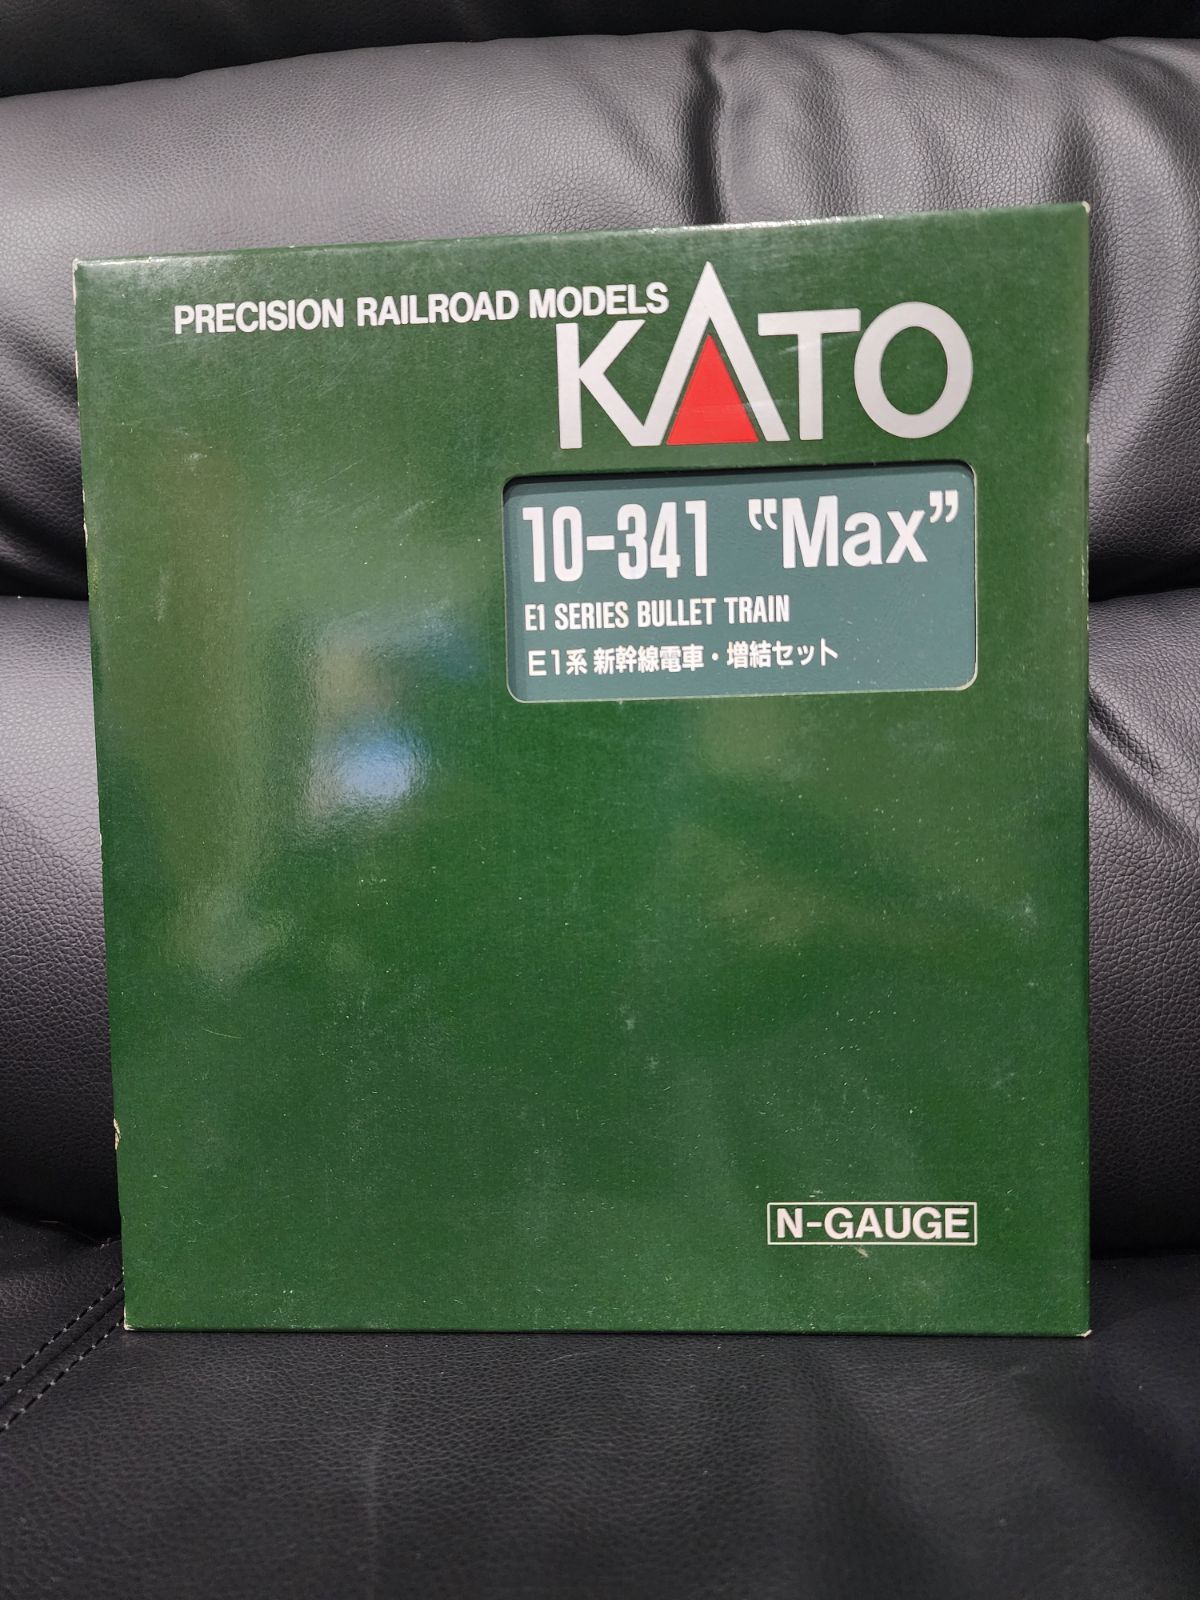 PRECISION RAILROAD MODELS
KATO
10-341 "Max"
E1 SERIES BULLET TRAIN
E1系 新幹線電車・増結セット
N-GAUGE